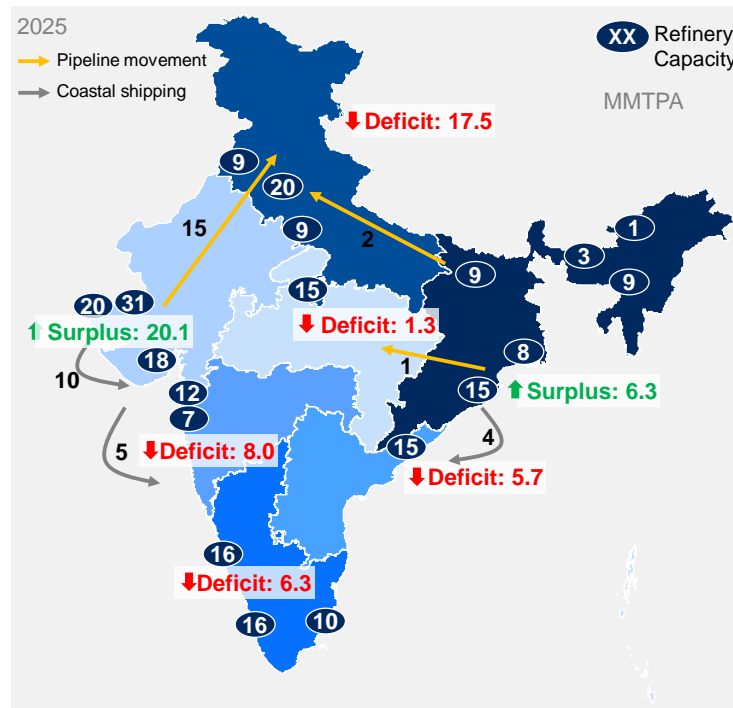 2025
Pipeline movement
Coastal shipping
XX Refinery
Capacity
MMTPA
Deficit: 17.5
9
20
15
9
2
1
3
9
9
15
20
31
Deficit: 1.3
Surplus: 20.1
18
8
1
10
12
15
Surplus: 6.3
7
5
4
15
Deficit: 8.0
Deficit: 5.7
16
Deficit: 6.3
16
10